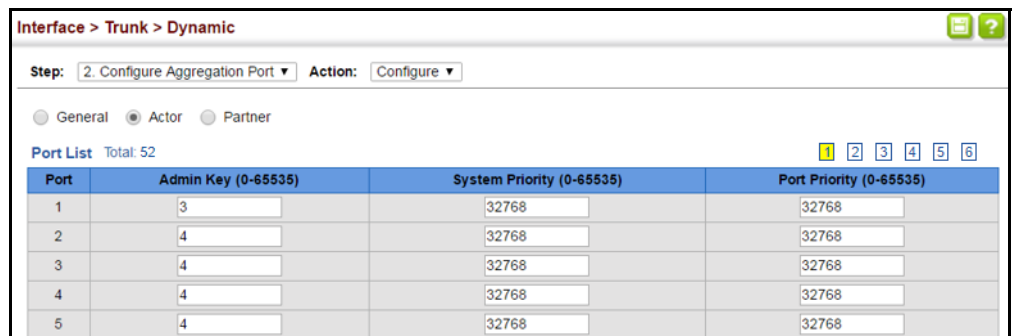 Interface > Trunk > Dynamic
?
Step: 2. Configure Aggregation Port ▼ Action: Configure ▼
General Actor Partner
Port List Total: 52 1 2 3 4 5 6
Port Admin Key (0-65535) System Priority (0-65535) Port Priority (0-65535)
1 3 32768 32768
2 4 32768 32768
3 4 32768 32768
4 4 32768 32768
5 4 32768 32768